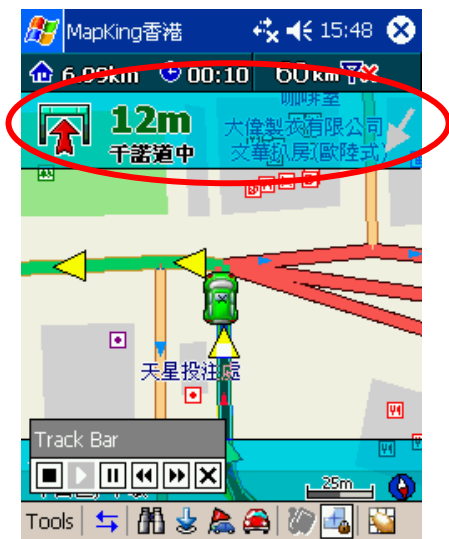 MapKing香港 15:48
6.99km 00:10 60km
12m 咖啡室
大偉製衣有限公司
干諾道中 文華扒房(歐陸式)
天星投注處
Track Bar
25m
Tools